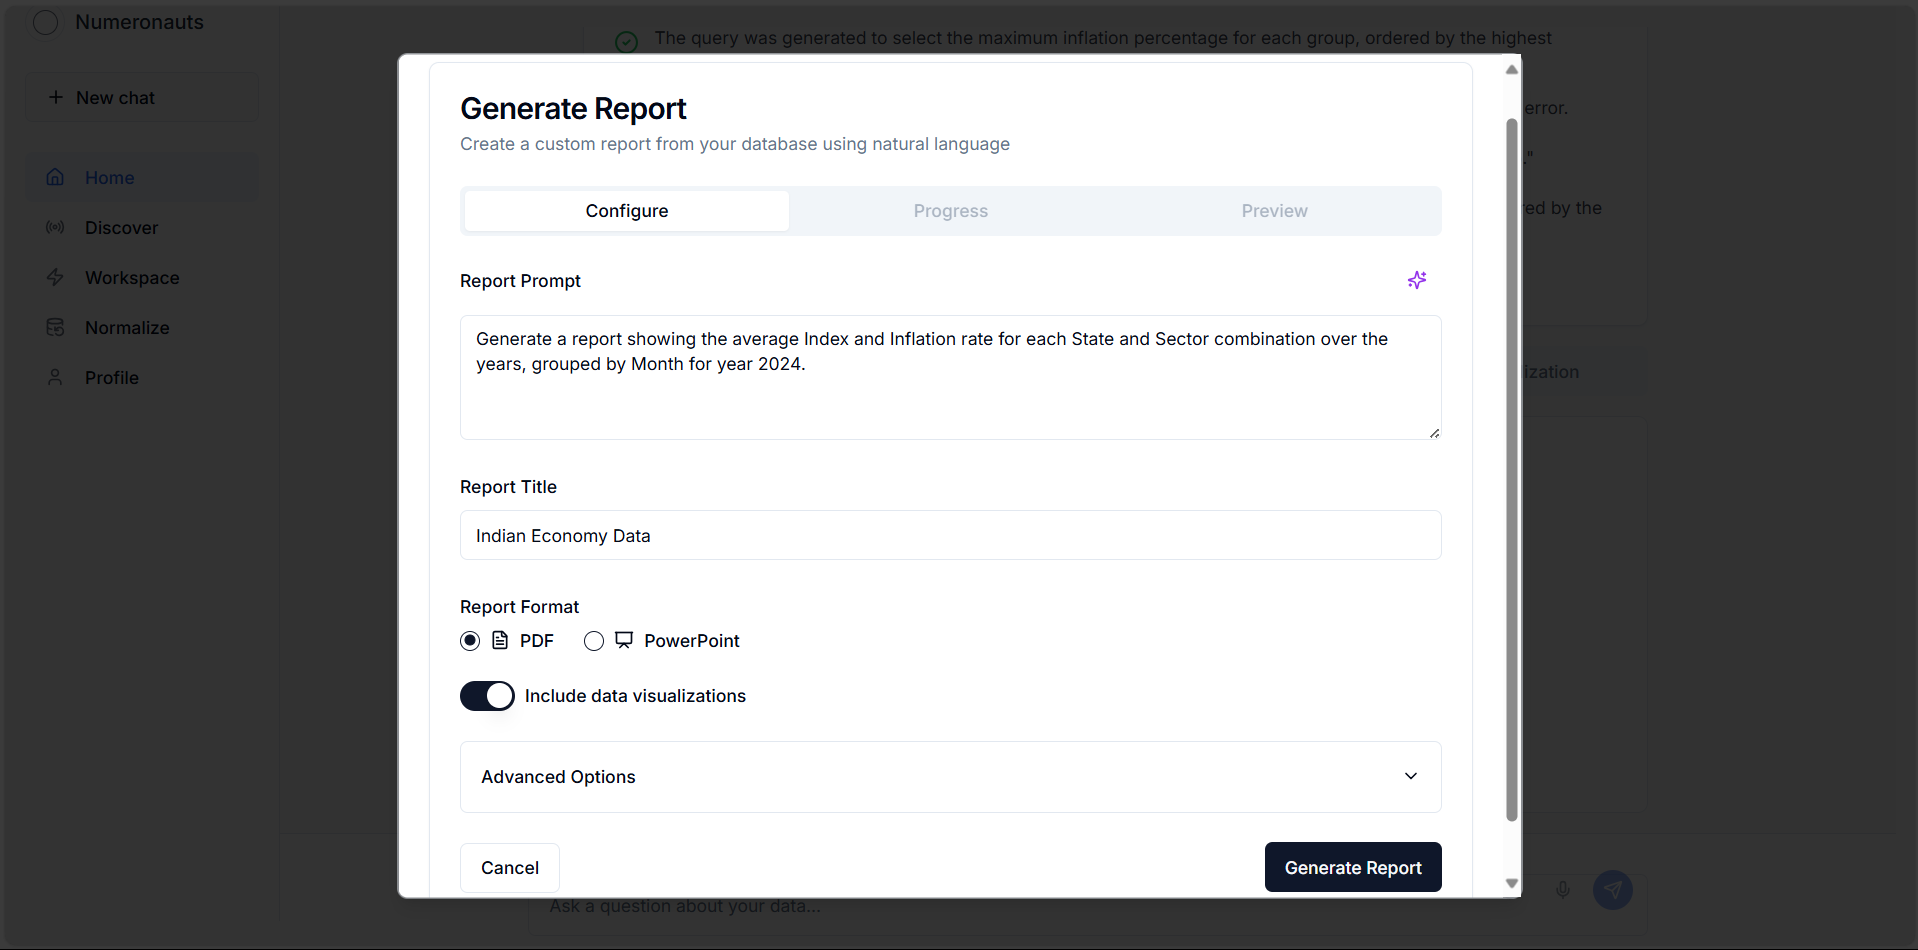 Numeronauts
New chat
Home
Discover
Workspace
Normalize
Profile
The query was generated to select the maximum inflation percentage for each group, ordered by the highest
error.
."
red by the
ization
Generate Report
Create a custom report from your database using natural language
Configure
Progress
Preview
Report Prompt
Generate a report showing the average Index and Inflation rate for each State and Sector combination over the
years, grouped by Month for year 2024.
Report Title
Indian Economy Data
Report Format
PDF
PowerPoint
Include data visualizations
Advanced Options
Cancel
Generate Report
Ask a question about your data...